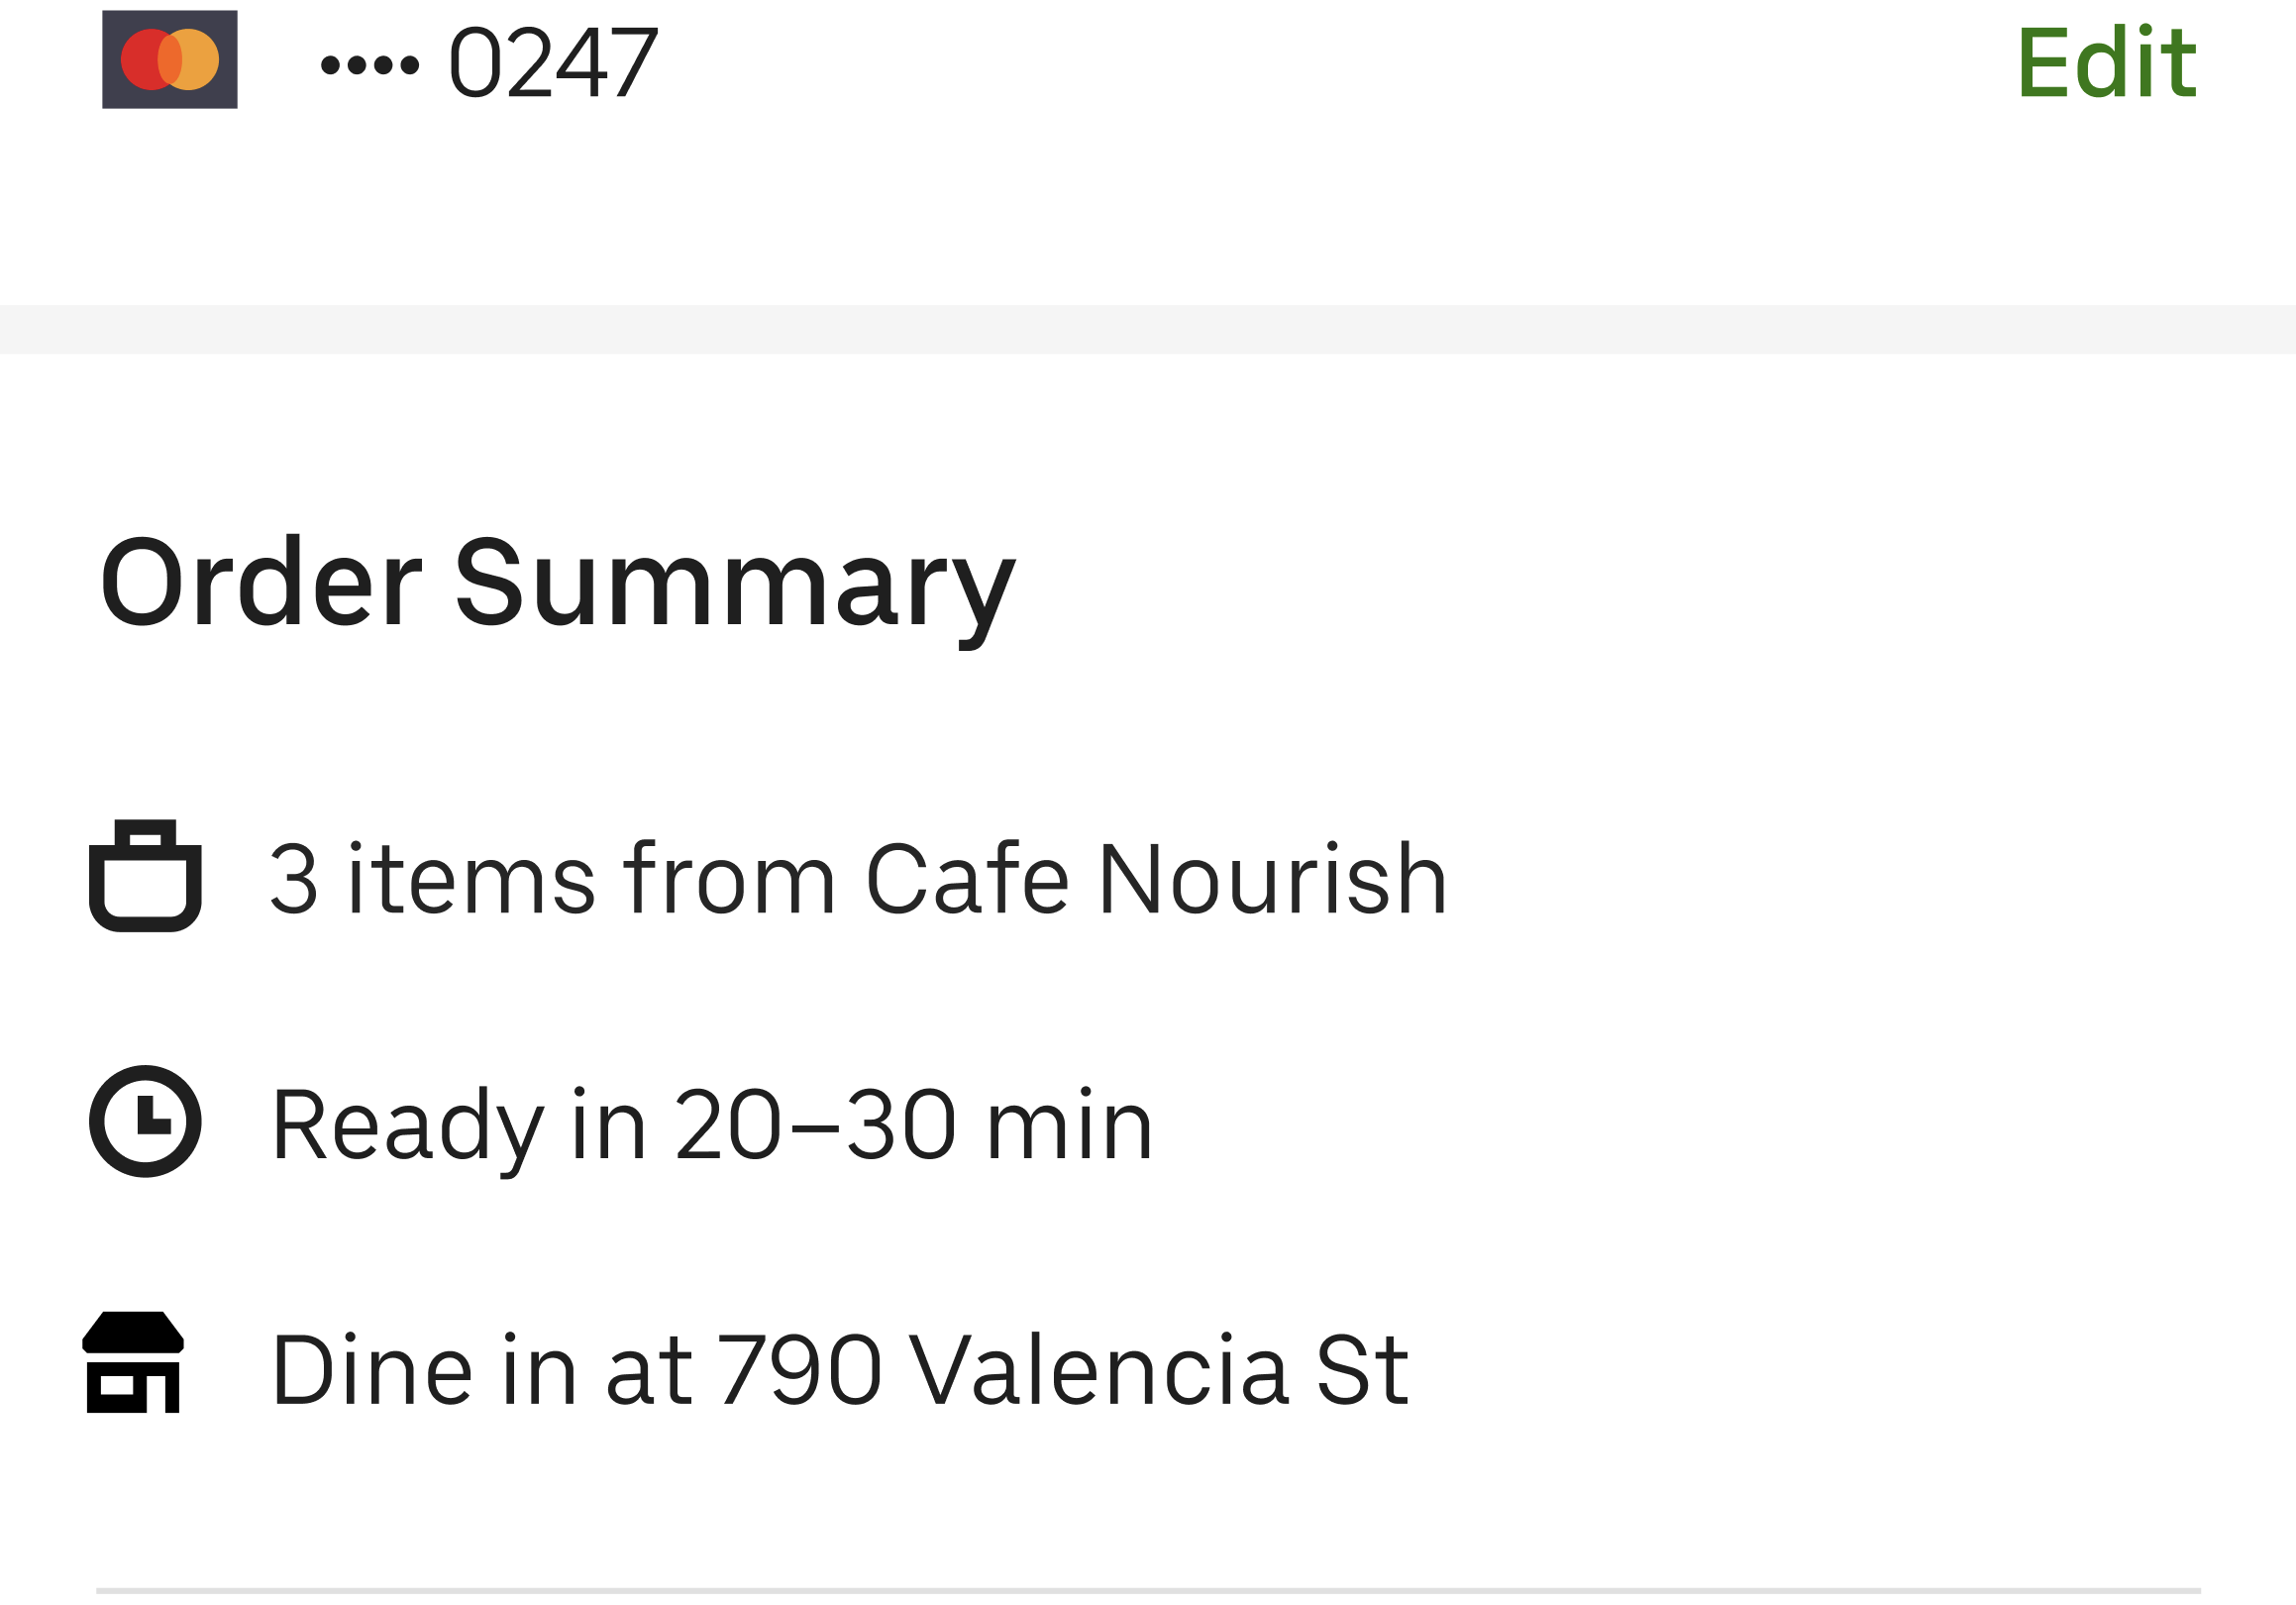 •••• 0247 Edit
Order Summary
3 items from Cafe Nourish
Ready in 20–30 min
Dine in at 790 Valencia St